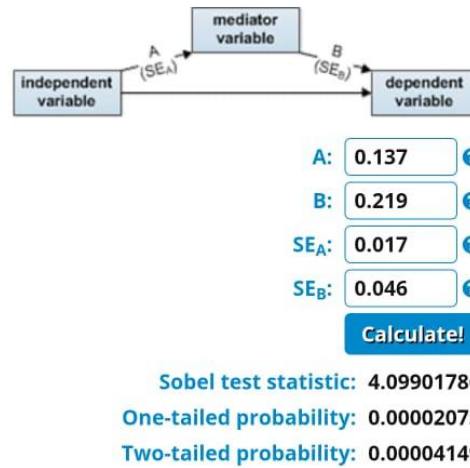 mediator
variable
A
(SEA)
B
(SEB)
independent
variable
dependent
variable
A: 0.137
B: 0.219
SEA: 0.017
SEB: 0.046
Calculate!
Sobel test statistic: 4.0990178
One-tailed probability: 0.0000207
Two-tailed probability: 0.0000414